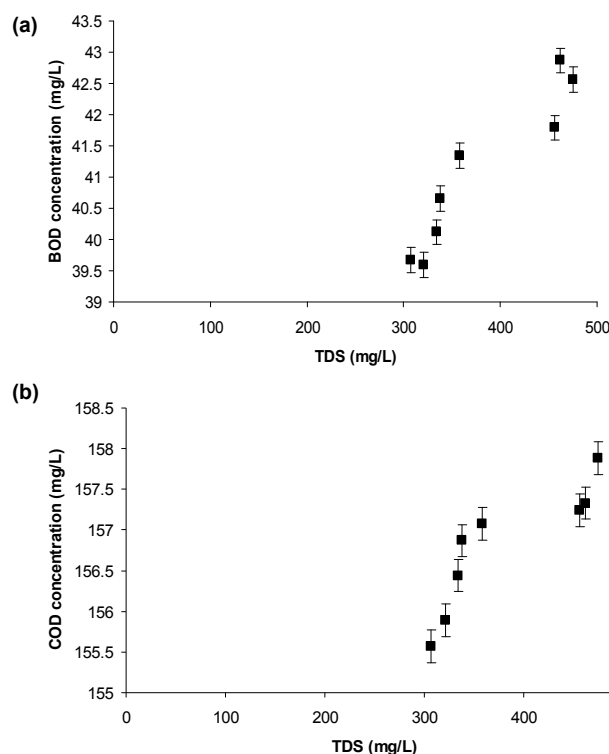 (a)
BOD concentration (mg/L)
43.5
43
42.5
42
41.5
41
40.5
40
39.5
39
0 100 200 300 400 500
TDS (mg/L)
(b)
COD concentration (mg/L)
158.5
158
157.5
157
156.5
156
155.5
155
0 100 200 300 400
TDS (mg/L)